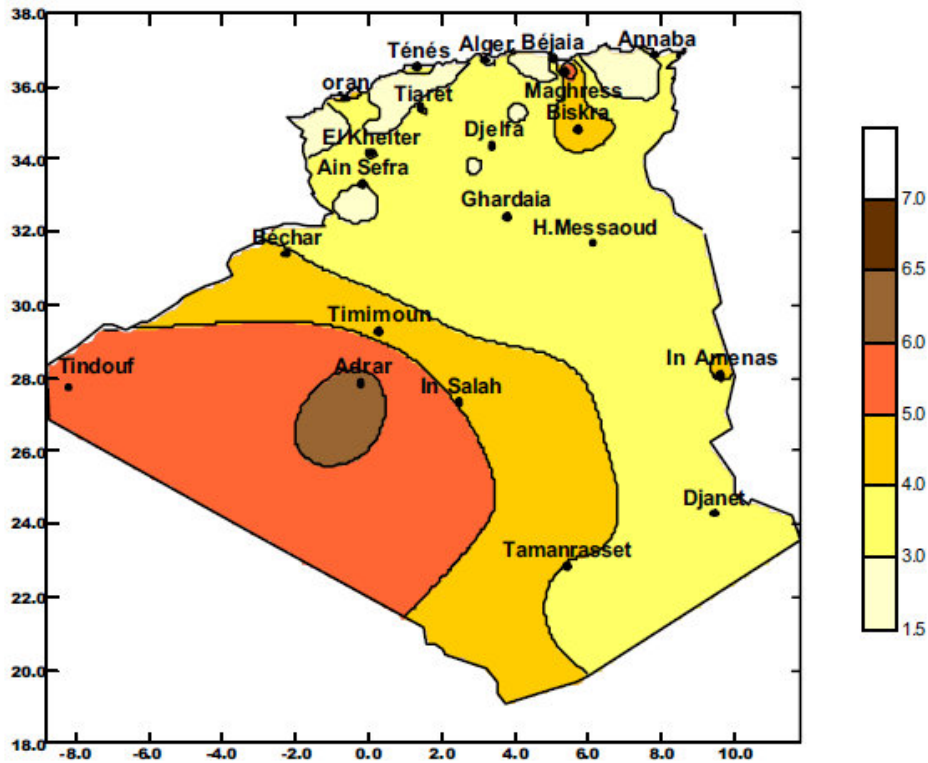 38.0
Ténés
Alger
Béjaia
Annaba
36.0
oran
Tiaret
Maghress
Biskra
El Kheiter
Djelfa
34.0
Ain Sefra
Ghardaia
7.0
H.Messaoud
32.0
Béchar
6.5
30.0
Timimoun
6.0
Tindouf
Adrar
In Salah
In Amenas
28.0
5.0
26.0
4.0
24.0
Djanet
Tamanrasset
3.0
22.0
1.5
20.0
18.0
-8.0 -6.0 -4.0 -2.0 0.0 2.0 4.0 6.0 8.0 10.0